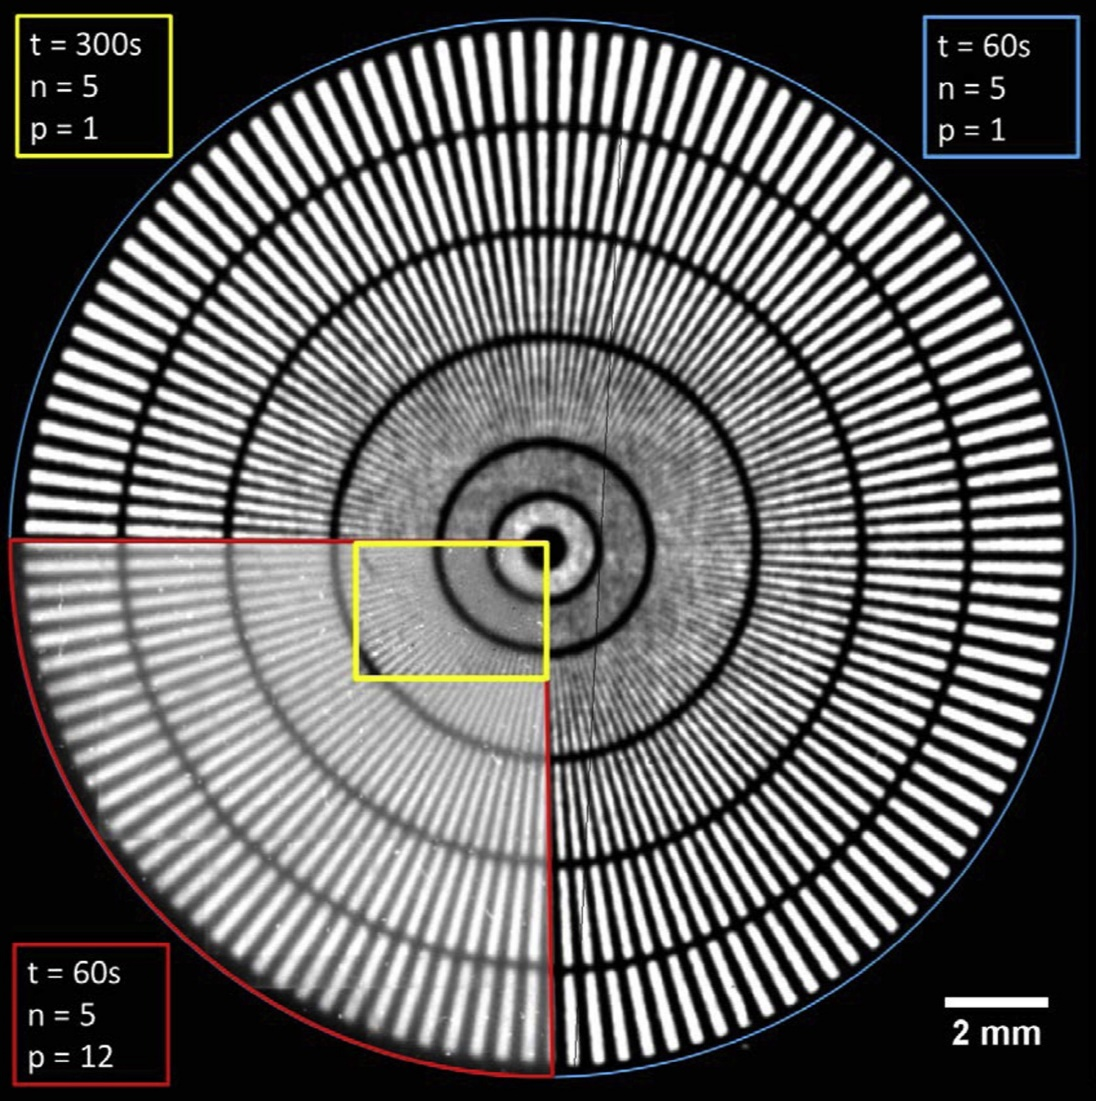 t = 300s
n = 5
p = 1
t = 60s
n = 5
p = 1
t = 60s
n = 5
p = 12
2 mm